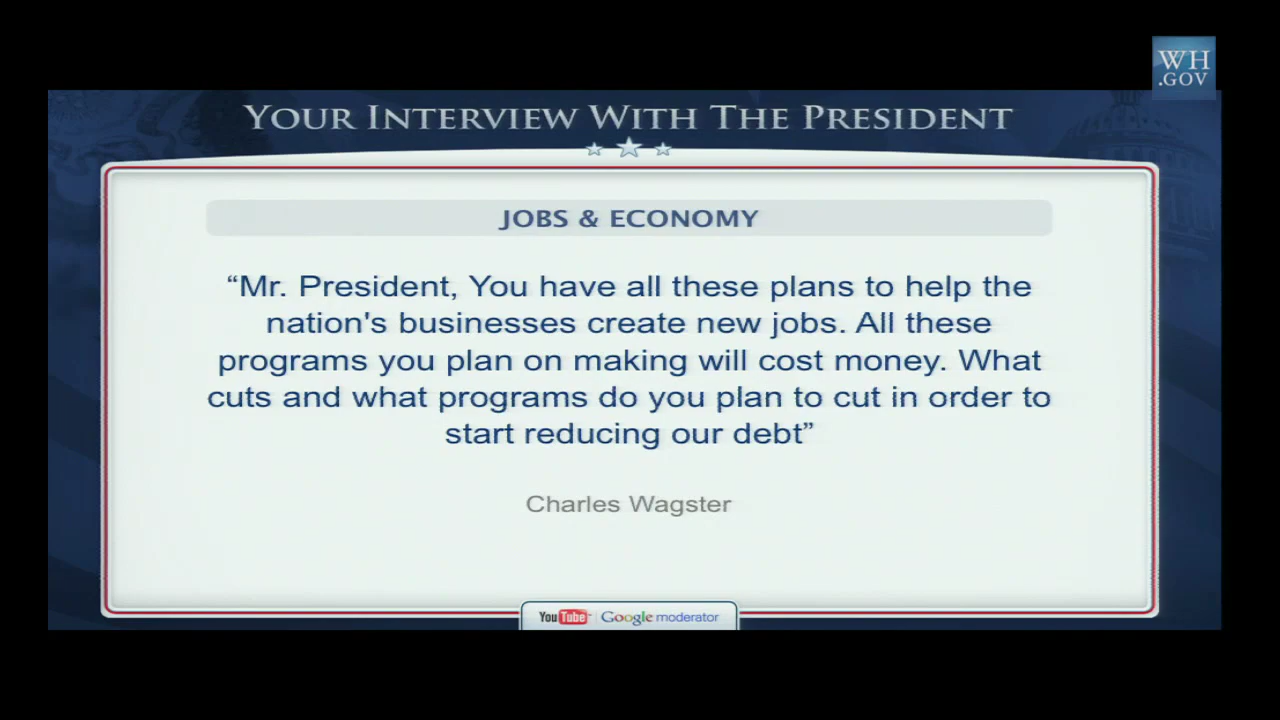 WH
.GOV
YOUR INTERVIEW WITH THE PRESIDENT
JOBS & ECONOMY
“Mr. President, You have all these plans to help the
nation's businesses create new jobs. All these
programs you plan on making will cost money. What
cuts and what programs do you plan to cut in order to
start reducing our debt”
Charles Wagster
YouTube | Google moderator